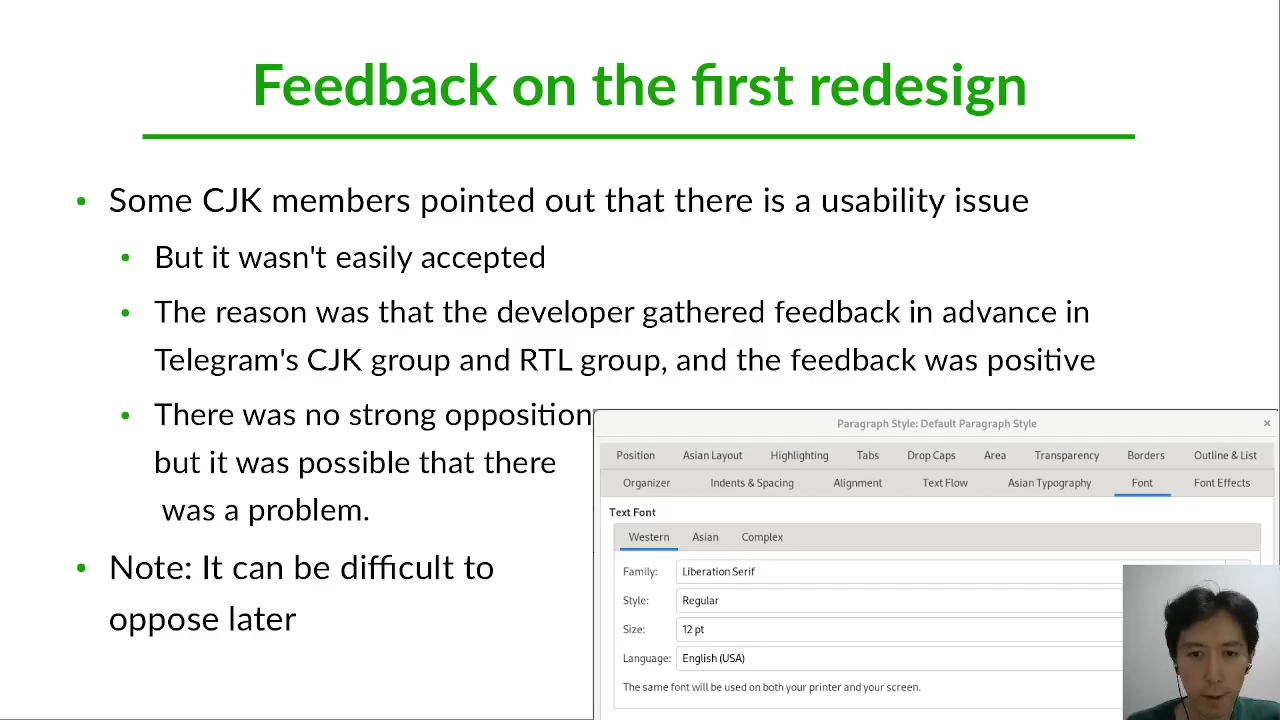 Feedback on the first redesign
• Some CJK members pointed out that there is a usability issue
• But it wasn't easily accepted
• The reason was that the developer gathered feedback in advance in
Telegram's CJK group and RTL group, and the feedback was positive
• There was no strong opposition
but it was possible that there
was a problem.
• Note: It can be difficult to
oppose later
Paragraph Style: Default Paragraph Style ×
Position Asian Layout Highlighting Tabs Drop Caps Area Transparency Borders Outline & List
Organizer Indents & Spacing Alignment Text Flow Asian Typography Font Font Effects
Text Font
Western Asian Complex
Family: Liberation Serif
Style: Regular
Size: 12 pt
Language: English (USA)
The same font will be used on both your printer and your screen.